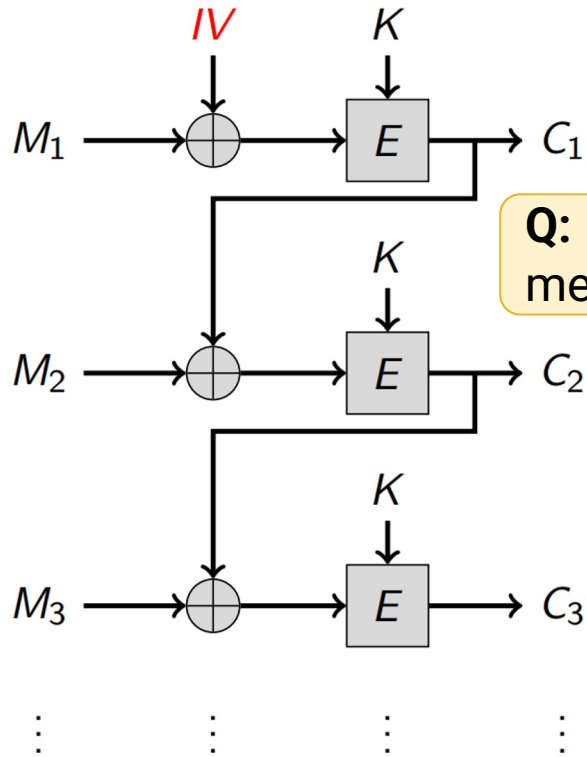 IV K
M₁ E C₁
Q:
K
me
M₂ E C₂
K
M₃ E C₃
⋮ ⋮ ⋮ ⋮